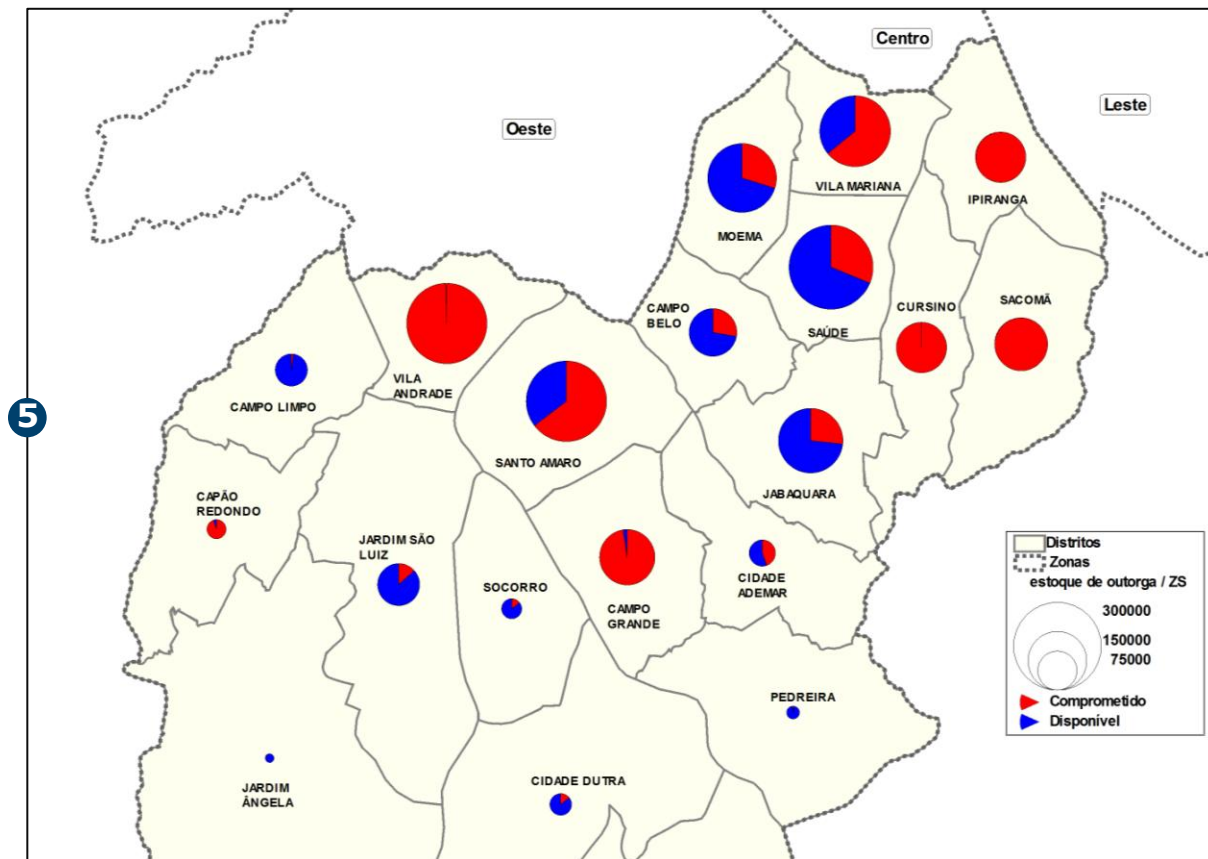 Centro
Leste
Oeste
VILA MARIANA
IPIRANGA
MOEMA
CAMPO
BELO
SAÚDE
CURSINO
SACOMÃ
VILA
ANDRADE
CAMPO LIMPO
SANTO AMARO
JABAQUARA
5
CAPÃO
REDONDO
JARDIM SÃO
LUIZ
SOCORRO
CAMPO
GRANDE
CIDADE
ADEMAR
PEDREIRA
JARDIM
ÂNGELA
CIDADE DUTRA
Distritos
Zonas
estoque de outorga / ZS
300000
150000
75000
Comprometido
Disponível